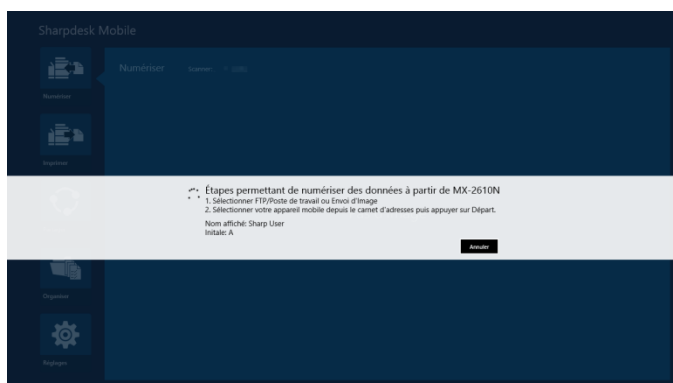 Sharpdesk Mobile
Numériser
Numériser
Imprimer
Étapes permettant de numériser des données à partir de MX-2610N
1. Sélectionner FTP/Poste de travail ou Envoi d'Image
2. Sélectionner votre appareil mobile depuis le carnet d'adresses puis appuyer sur Départ.
Nom affiché: Sharp User
Initale: A
Annuler
Organiser
Réglages